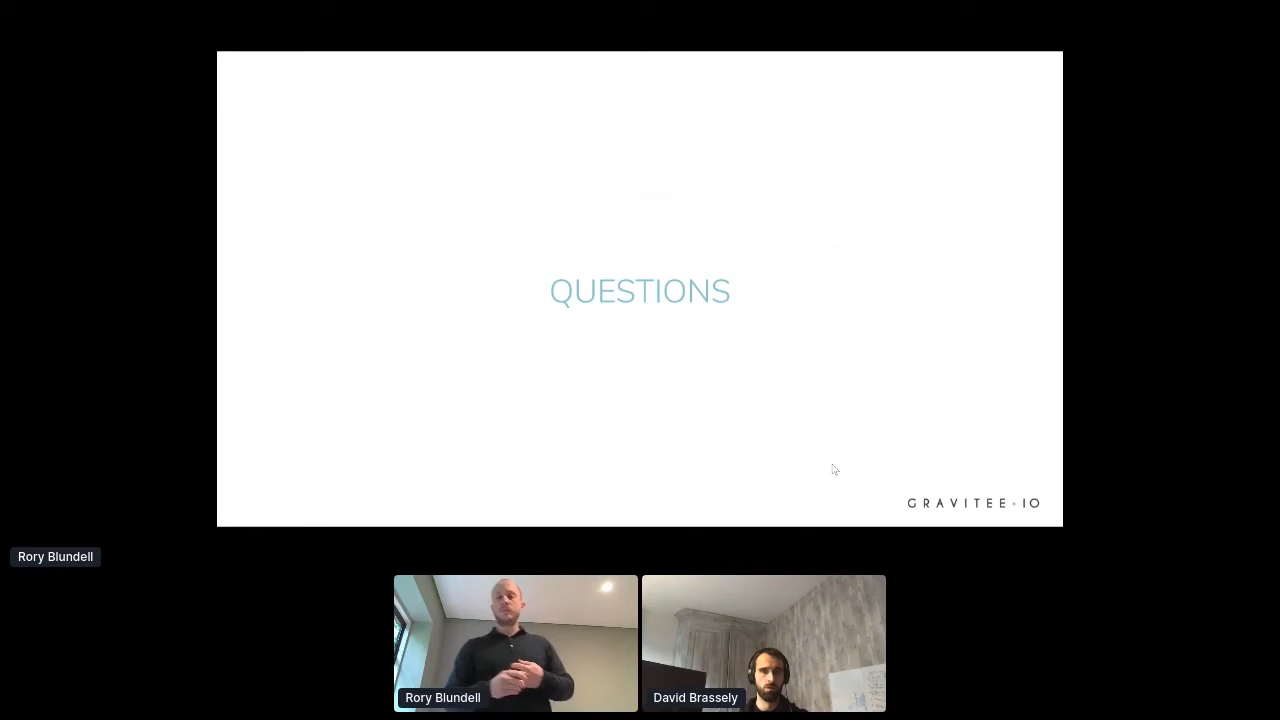 QUESTIONS
GRAVITEE·IO
Rory Blundell
Rory Blundell
David Brassely